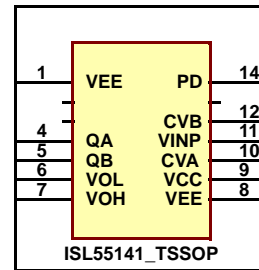 1 VEE PD 14
CVB 12
4 QA VINP 11
5 QB CVA 10
6 VOL VCC 9
7 VOH VEE 8
ISL55141_TSSOP